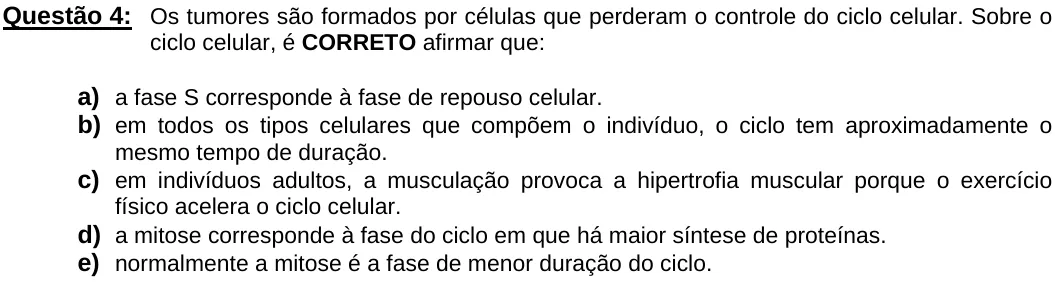 Questão 4: Os tumores são formados por células que perderam o controle do ciclo celular. Sobre o
ciclo celular, é CORRETO afirmar que:
a) a fase S corresponde à fase de repouso celular.
b) em todos os tipos celulares que compõem o indivíduo, o ciclo tem aproximadamente o
mesmo tempo de duração.
c) em indivíduos adultos, a musculação provoca a hipertrofia muscular porque o exercício
físico acelera o ciclo celular.
d) a mitose corresponde à fase do ciclo em que há maior síntese de proteínas.
e) normalmente a mitose é a fase de menor duração do ciclo.